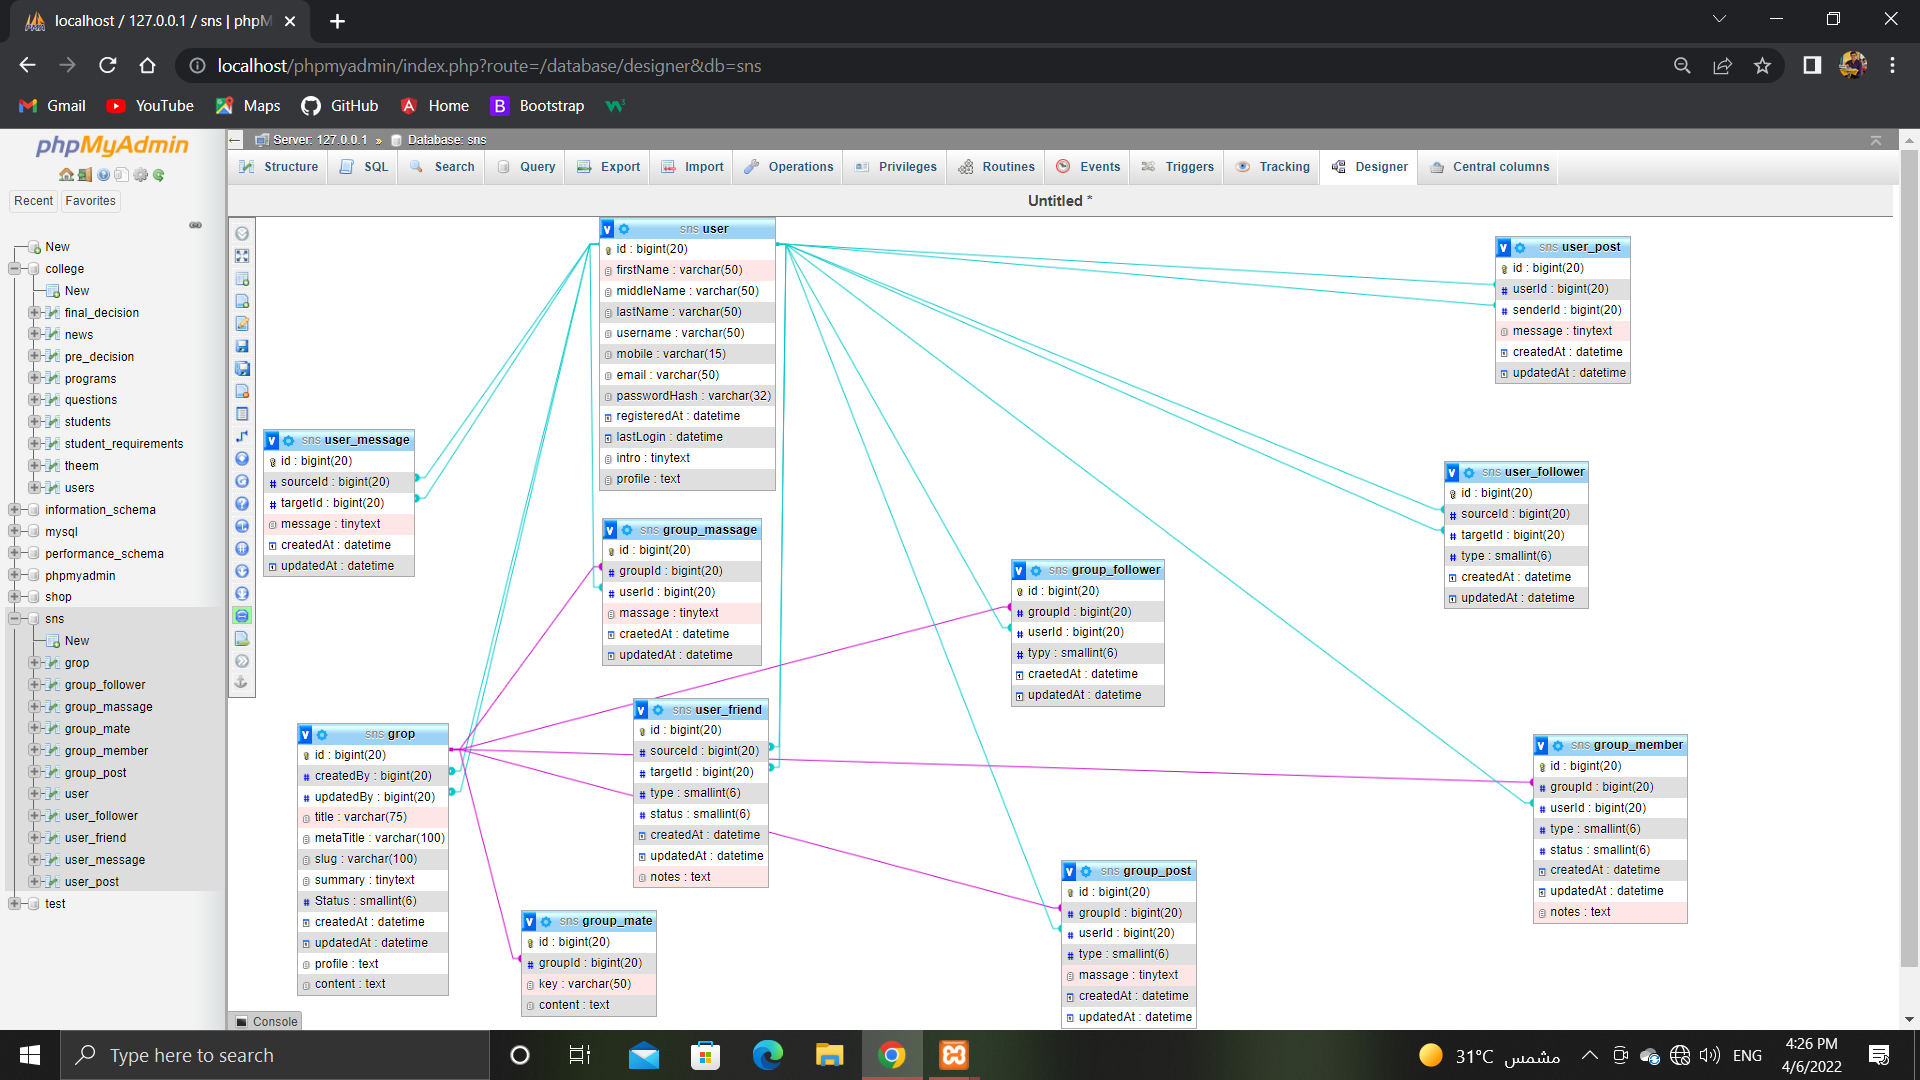 localhost / 127.0.0.1 / sns | phpM
localhost/phpmyadmin/index.php?route=/database/designer&db=sns
Gmail YouTube Maps GitHub Home Bootstrap
phpMyAdmin
Recent Favorites
New
college
New
final_decision
news
pre_decision
programs
questions
students
student_requirements
theem
users
information_schema
mysql
performance_schema
phpmyadmin
shop
sns
New
grop
group_follower
group_massage
group_mate
group_member
group_post
user
user_follower
user_friend
user_message
user_post
test
Server: 127.0.0.1 » Database: sns
Structure SQL Search Query Export Import Operations Privileges Routines Events Triggers Tracking Designer Central columns
Untitled *
v sns user
id : bigint(20)
firstName : varchar(50)
middleName : varchar(50)
lastName : varchar(50)
username : varchar(50)
mobile : varchar(15)
email : varchar(50)
passwordHash : varchar(32)
registeredAt : datetime
lastLogin : datetime
intro : tinytext
profile : text
v sns user_post
id : bigint(20)
userId : bigint(20)
senderId : bigint(20)
message : tinytext
createdAt : datetime
updatedAt : datetime
v sns user_message
id : bigint(20)
sourceId : bigint(20)
targetId : bigint(20)
message : tinytext
createdAt : datetime
updatedAt : datetime
v sns user_follower
id : bigint(20)
sourceId : bigint(20)
targetId : bigint(20)
type : smallint(6)
createdAt : datetime
updatedAt : datetime
v sns group_massage
id : bigint(20)
groupId : bigint(20)
userId : bigint(20)
massage : tinytext
craetedAt : datetime
updatedAt : datetime
v sns group_follower
id : bigint(20)
groupId : bigint(20)
userId : bigint(20)
typy : smallint(6)
craetedAt : datetime
updatedAt : datetime
v sns user_friend
id : bigint(20)
sourceId : bigint(20)
targetId : bigint(20)
type : smallint(6)
status : smallint(6)
createdAt : datetime
updatedAt : datetime
notes : text
v sns grop
id : bigint(20)
createdBy : bigint(20)
updatedBy : bigint(20)
title : varchar(75)
metaTitle : varchar(100)
slug : varchar(100)
summary : tinytext
Status : smallint(6)
createdAt : datetime
updatedAt : datetime
profile : text
content : text
v sns group_member
id : bigint(20)
groupId : bigint(20)
userId : bigint(20)
type : smallint(6)
status : smallint(6)
createdAt : datetime
updatedAt : datetime
notes : text
v sns group_post
id : bigint(20)
groupId : bigint(20)
userId : bigint(20)
type : smallint(6)
massage : tinytext
createdAt : datetime
updatedAt : datetime
v sns group_mate
id : bigint(20)
groupId : bigint(20)
key : varchar(50)
content : text
Console
Type here to search
31°C مشمس
ENG
4:26 PM
4/6/2022